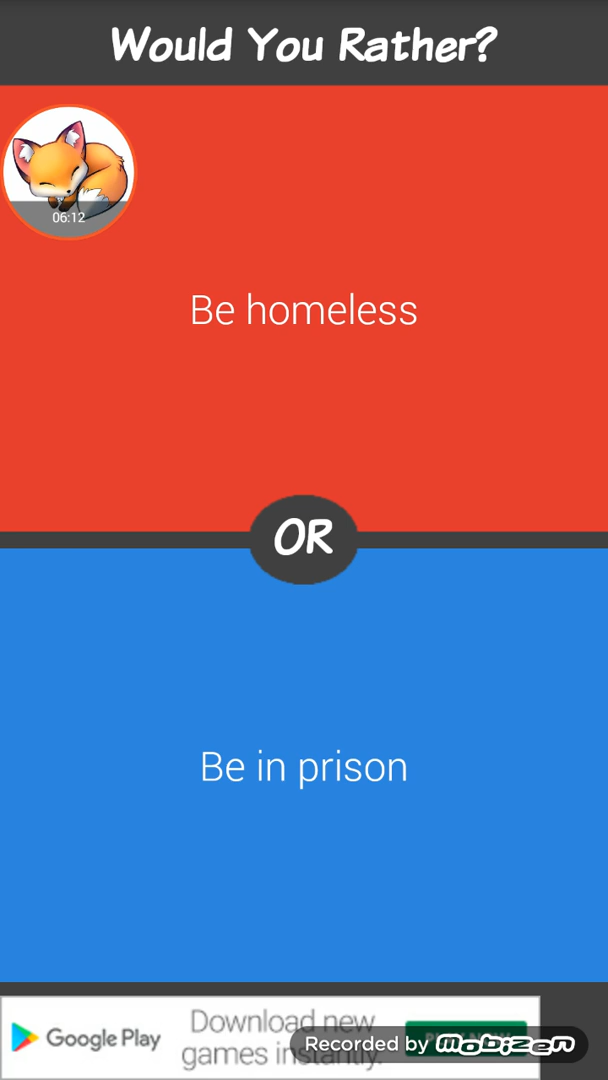 Would You Rather?
06:12
Be homeless
OR
Be in prison
Google Play
Download new
games instantly.
Recorded by mobizen